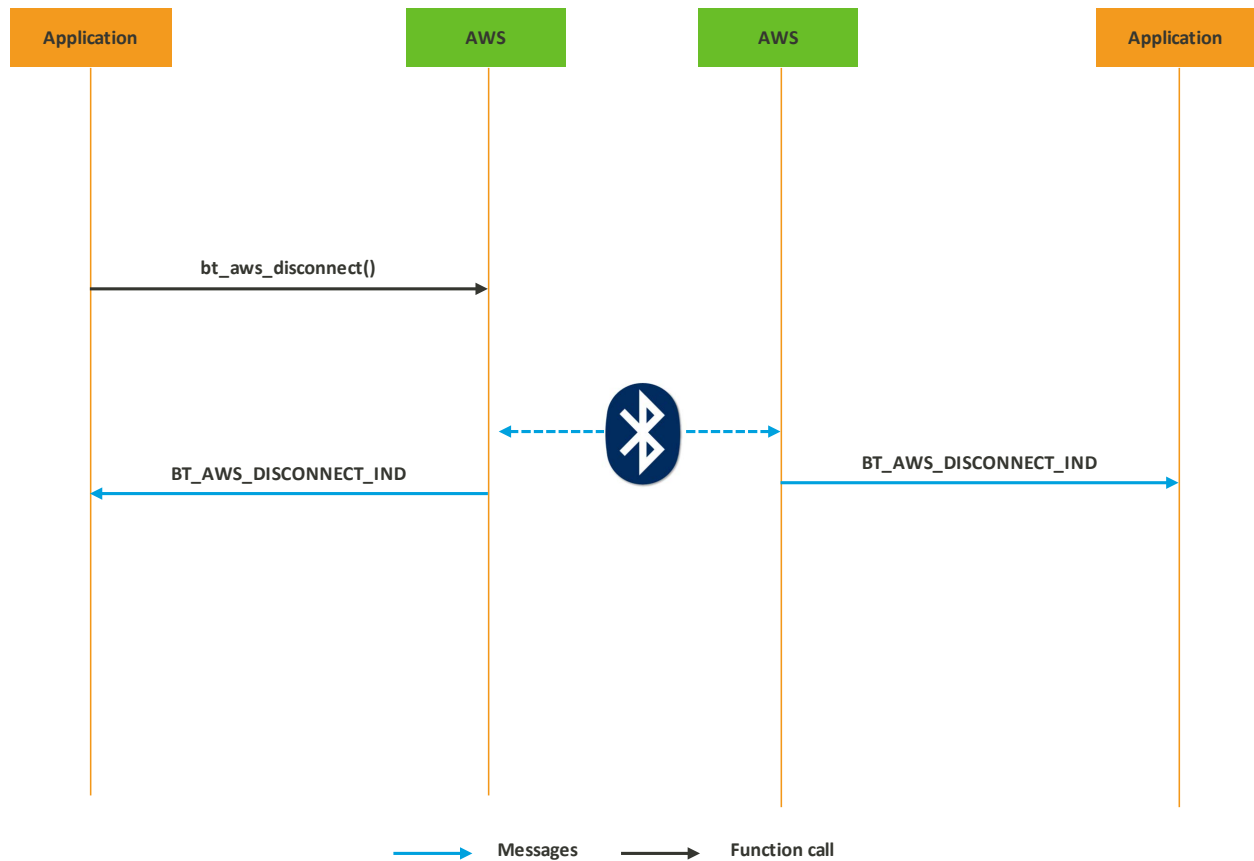 Application
AWS
AWS
Application
bt_aws_disconnect()
BT_AWS_DISCONNECT_IND
BT_AWS_DISCONNECT_IND
Messages
Function call